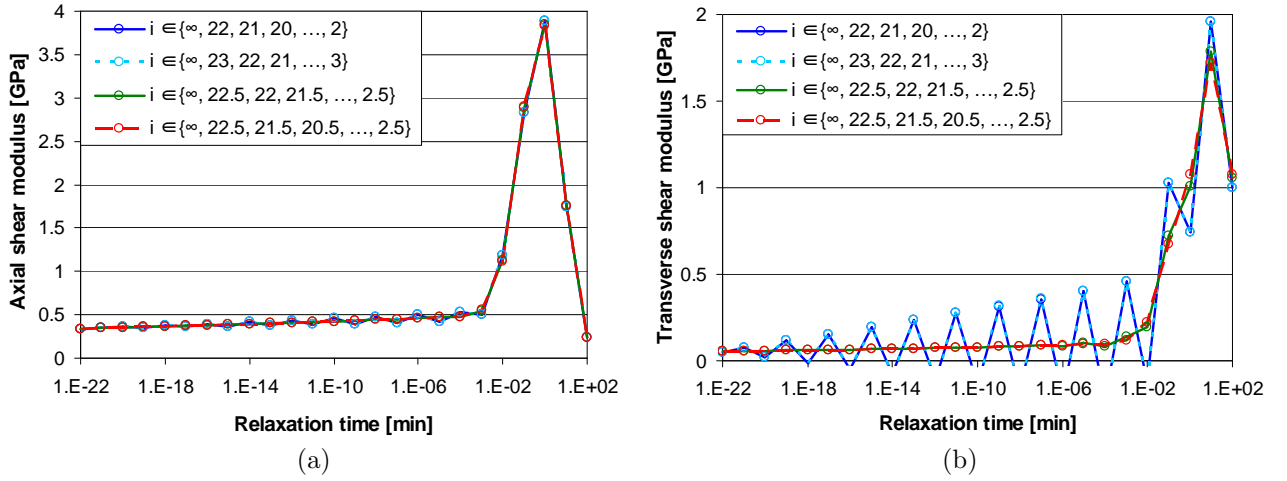 Axial shear modulus [GPa]
4
3.5
3
2.5
2
1.5
1
0.5
0
i ∈{∞, 22, 21, 20, …, 2}
i ∈{∞, 23, 22, 21, …, 3}
i ∈{∞, 22.5, 22, 21.5, …, 2.5}
i ∈{∞, 22.5, 21.5, 20.5, …, 2.5}
1.E-22 1.E-18 1.E-14 1.E-10 1.E-06 1.E-02 1.E+02
Relaxation time [min]
(a)
Transverse shear modulus [GPa]
2
1.5
1
0.5
0
i ∈{∞, 22, 21, 20, …, 2}
i ∈{∞, 23, 22, 21, …, 3}
i ∈{∞, 22.5, 22, 21.5, …, 2.5}
i ∈{∞, 22.5, 21.5, 20.5, …, 2.5}
1.E-22 1.E-18 1.E-14 1.E-10 1.E-06 1.E-02 1.E+02
Relaxation time [min]
(b)